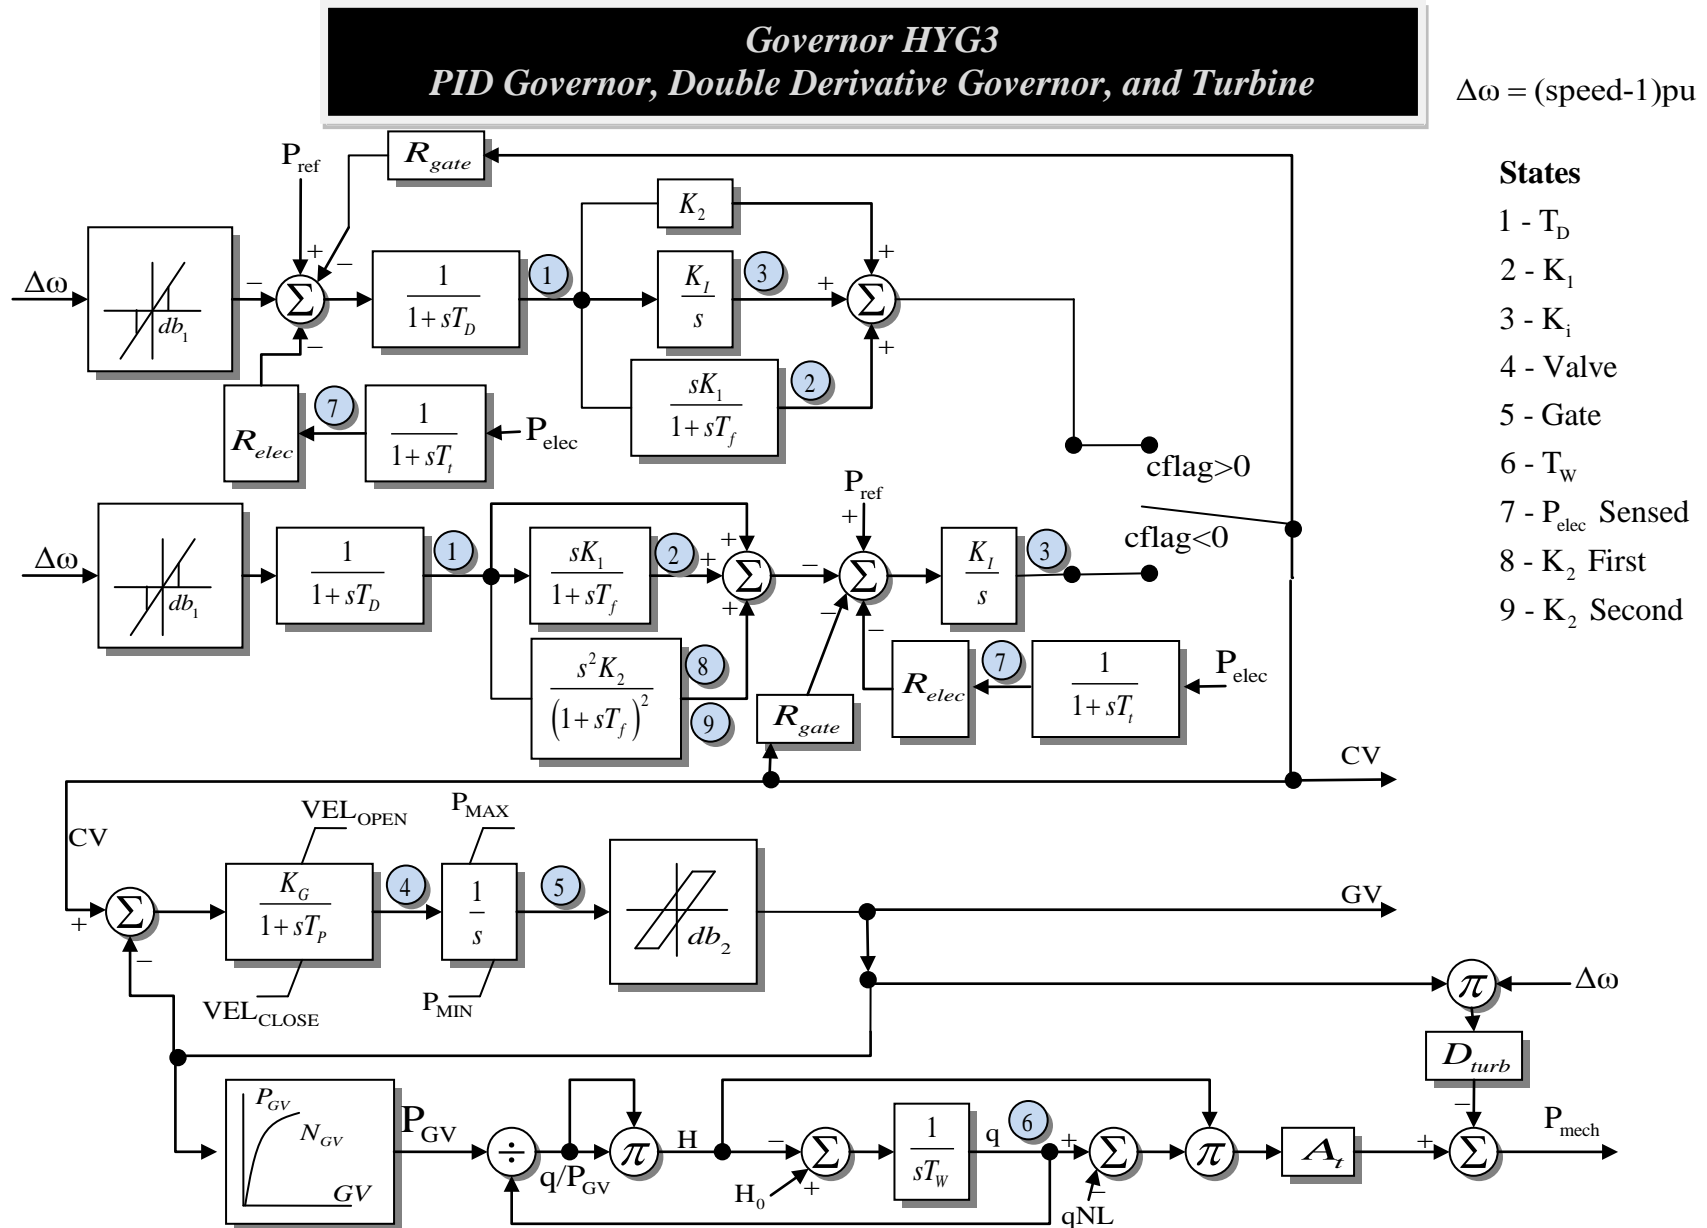 Governor HYG3
PID Governor, Double Derivative Governor, and Turbine
Δω = (speed-1)pu
States
1 - T_D
2 - K_1
3 - K_i
4 - Valve
5 - Gate
6 - T_W
7 - P_elec Sensed
8 - K_2 First
9 - K_2 Second
P_ref
R_gate
K_2
Δω
db_1
−
+
−
Σ
−
1
1 + sT_D
1
K_I
s
3
+
+
Σ
+
sK_1
1 + sT_f
2
R_elec
7
1
1 + sT_t
P_elec
cflag>0
cflag<0
Δω
db_1
1
1 + sT_D
1
sK_1
1 + sT_f
2
+
+
Σ
+
s^2 K_2
(1 + sT_f)^2
8
9
P_ref
+
−
Σ
−
−
K_I
s
3
R_gate
R_elec
7
1
1 + sT_t
P_elec
CV
CV
+
Σ
−
VEL_OPEN
K_G
1 + sT_P
VEL_CLOSE
4
P_MAX
1
s
P_MIN
5
db_2
GV
π
Δω
D_turb
−
P_GV
N_GV
GV
P_GV
÷
q/P_GV
π
H
−
Σ
H_0
+
1
sT_W
q
6
+
Σ
−
qNL
π
A_t
+
Σ
P_mech